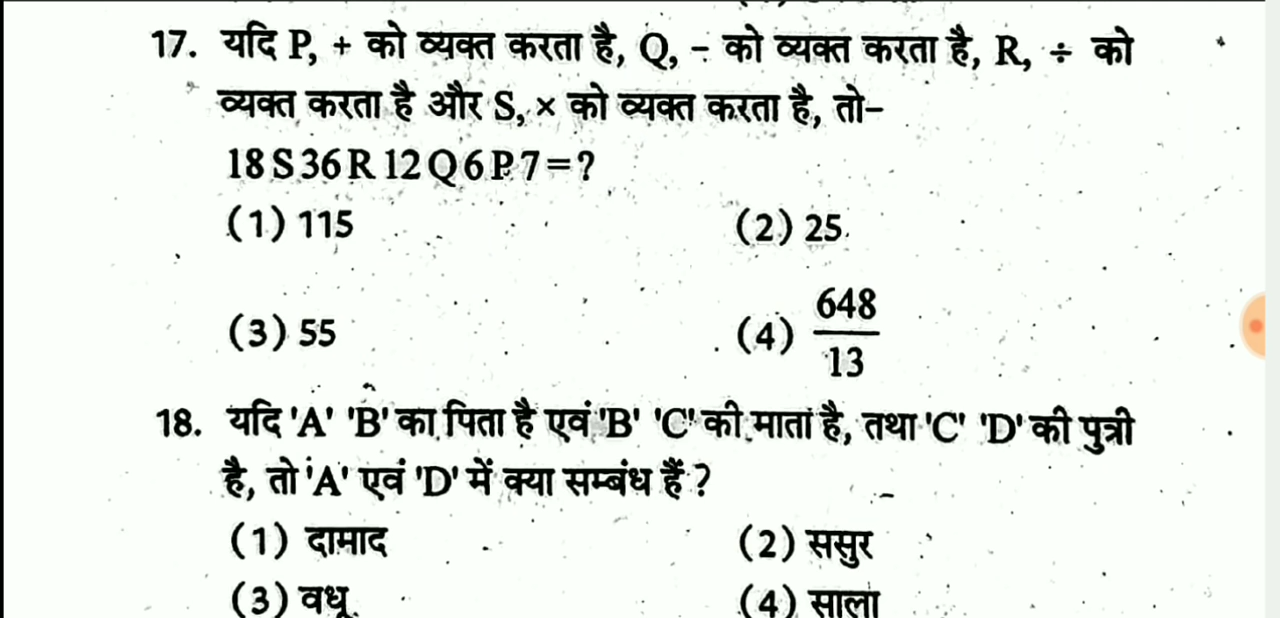 17. यदि P, + को व्यक्त करता है, Q, - को व्यक्त करता है, R, ÷ को
व्यक्त करता है और S, × को व्यक्त करता है, तो-
18 S 36 R 12 Q 6 P 7 = ?
(1) 115 (2) 25
(3) 55 (4) 648/13
18. यदि 'A' 'B' का पिता है एवं 'B' 'C' की माता है, तथा 'C' 'D' की पुत्री
है, तो 'A' एवं 'D' में क्या सम्बंध हैं ?
(1) दामाद (2) ससुर
(3) वधू (4) साला